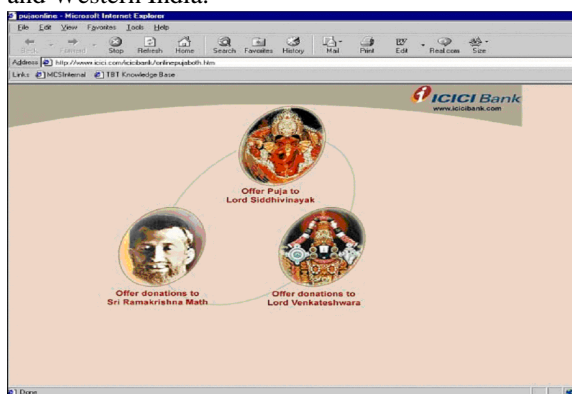 and Western India.
pujaonline - Microsoft Internet Explorer
File Edit View Favorites Tools Help
Back Forward Stop Refresh Home Search Favorites History Mail Print Edit Real.com Size
Address http://www.icici.com/icicibank/onlinepujaboth.htm
Links MCSInternal TBT Knowledge Base
ICICI Bank
www.icicibank.com
Offer Puja to
Lord Siddhivinayak
Offer donations to
Sri Ramakrishna Math
Offer donations to
Lord Venkateshwara
Done